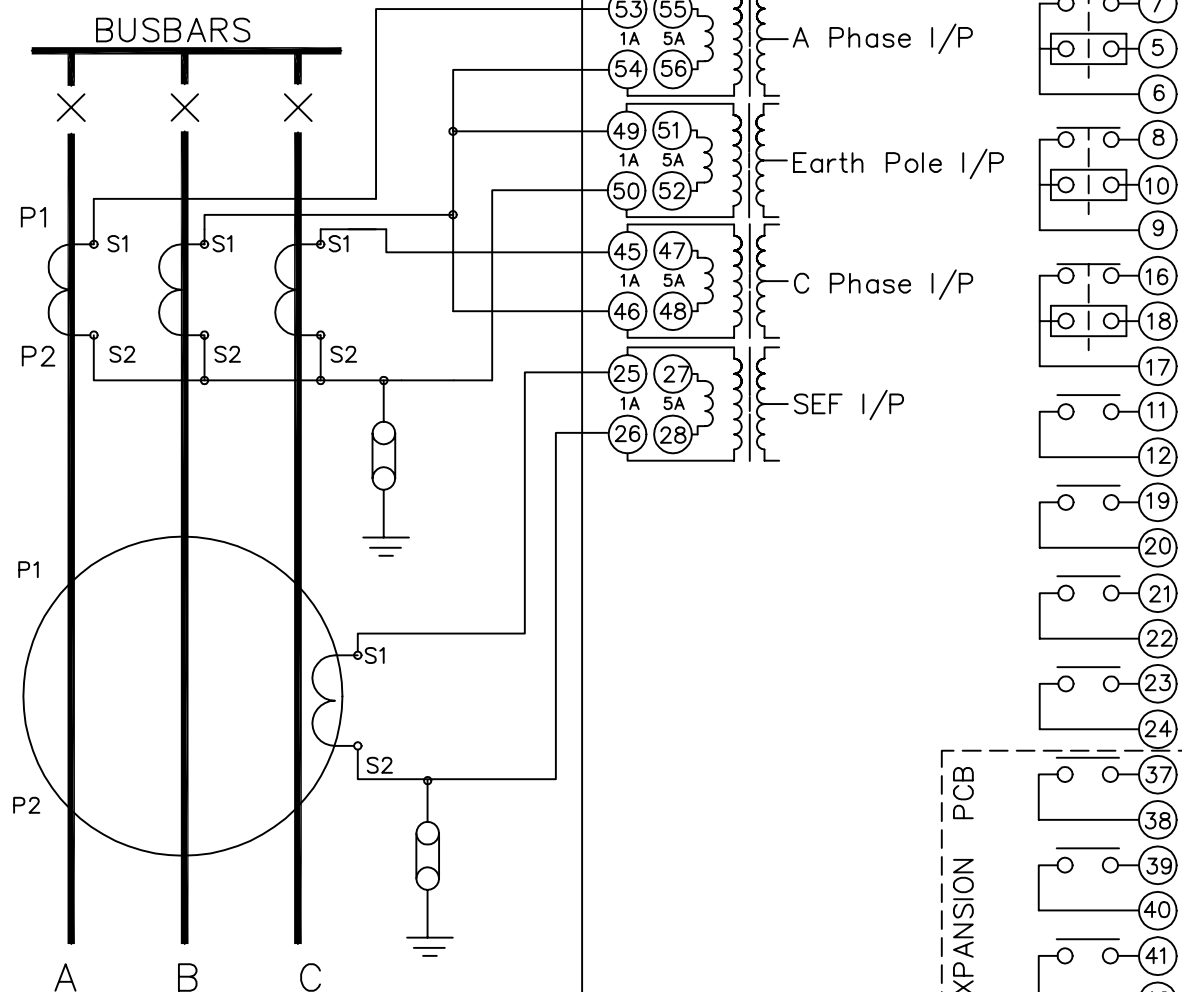 BUSBARS
53 55
1A 5A
54 56
A Phase I/P
49 51
1A 5A
50 52
Earth Pole I/P
45 47
1A 5A
46 48
C Phase I/P
25 27
1A 5A
26 28
SEF I/P
P1
S1 S1 S1
P2
S2 S2 S2
P1
S1
S2
P2
A B C
7
5
6
8
10
9
16
18
17
11
12
19
20
21
22
23
24
37
38
39
40
41
XPANSION PCB